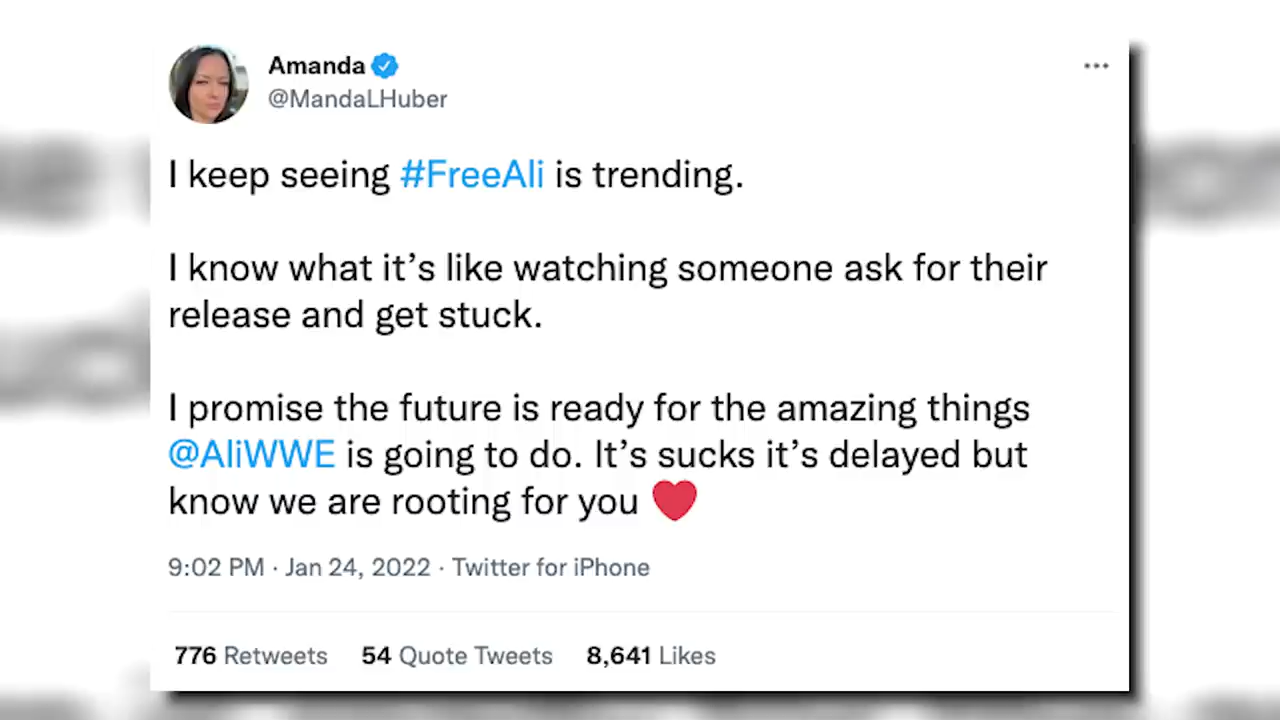 Amanda
@MandaLHuber
I keep seeing #FreeAli is trending.
I know what it’s like watching someone ask for their
release and get stuck.
I promise the future is ready for the amazing things
@AliWWE is going to do. It’s sucks it’s delayed but
know we are rooting for you ❤️
9:02 PM · Jan 24, 2022 · Twitter for iPhone
776 Retweets 54 Quote Tweets 8,641 Likes